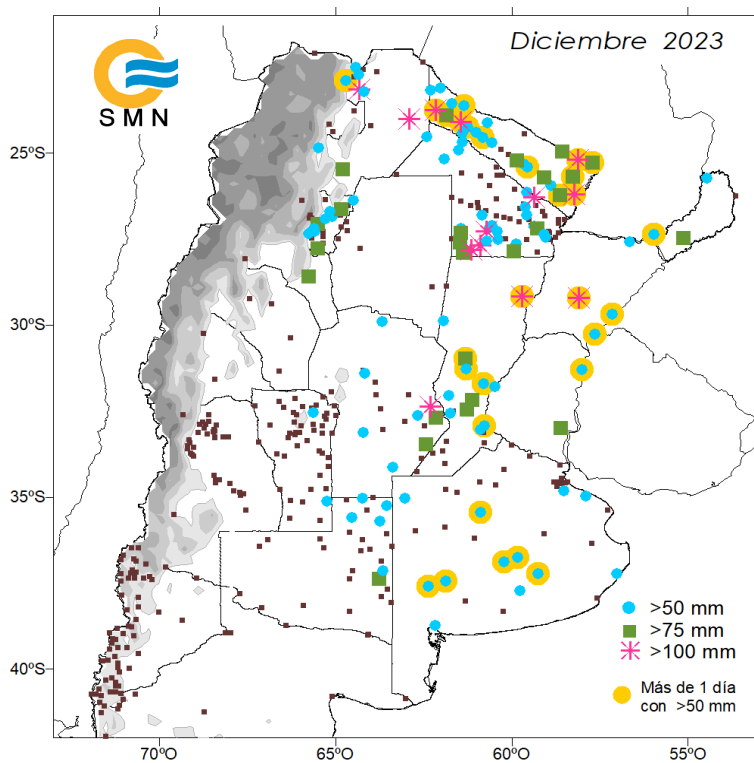 Diciembre 2023
SMN
25ºS
30ºS
35ºS
40ºS
>50 mm
>75 mm
>100 mm
Más de 1 día
con >50 mm
70ºO
65ºO
60ºO
55ºO